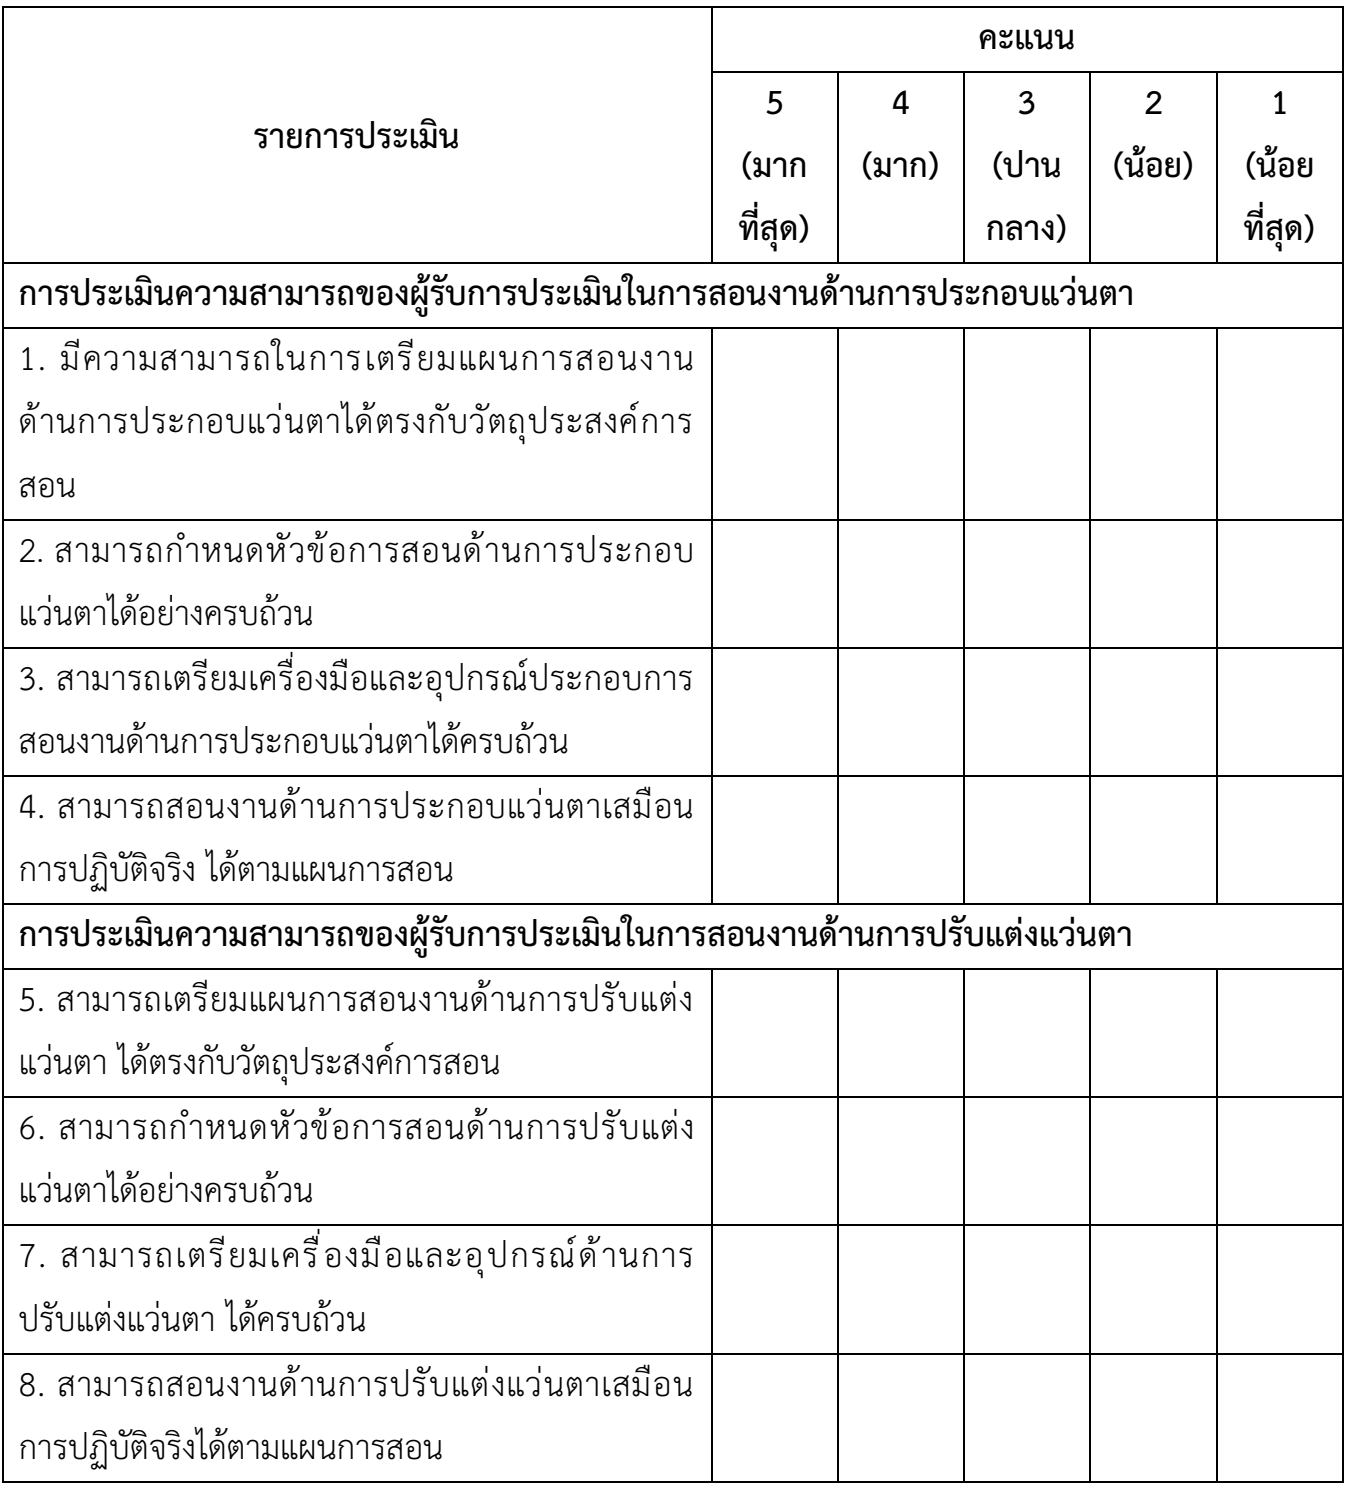 รายการประเมิน
คะแนน
5
(มาก
ที่สุด)
4
(มาก)
3
(ปาน
กลาง)
2
(น้อย)
1
(น้อย
ที่สุด)
การประเมินความสามารถของผู้รับการประเมินในการสอนงานด้านการประกอบแว่นตา
1. มีความสามารถในการเตรียมแผนการสอนงาน
ด้านการประกอบแว่นตาได้ตรงกับวัตถุประสงค์การ
สอน
2. สามารถกำหนดหัวข้อการสอนด้านการประกอบ
แว่นตาได้อย่างครบถ้วน
3. สามารถเตรียมเครื่องมือและอุปกรณ์ประกอบการ
สอนงานด้านการประกอบแว่นตาได้ครบถ้วน
4. สามารถสอนงานด้านการประกอบแว่นตาเสมือน
การปฏิบัติจริง ได้ตามแผนการสอน
การประเมินความสามารถของผู้รับการประเมินในการสอนงานด้านการปรับแต่งแว่นตา
5. สามารถเตรียมแผนการสอนงานด้านการปรับแต่ง
แว่นตา ได้ตรงกับวัตถุประสงค์การสอน
6. สามารถกำหนดหัวข้อการสอนด้านการปรับแต่ง
แว่นตาได้อย่างครบถ้วน
7. สามารถเตรียมเครื่องมือและอุปกรณ์ด้านการ
ปรับแต่งแว่นตา ได้ครบถ้วน
8. สามารถสอนงานด้านการปรับแต่งแว่นตาเสมือน
การปฏิบัติจริงได้ตามแผนการสอน